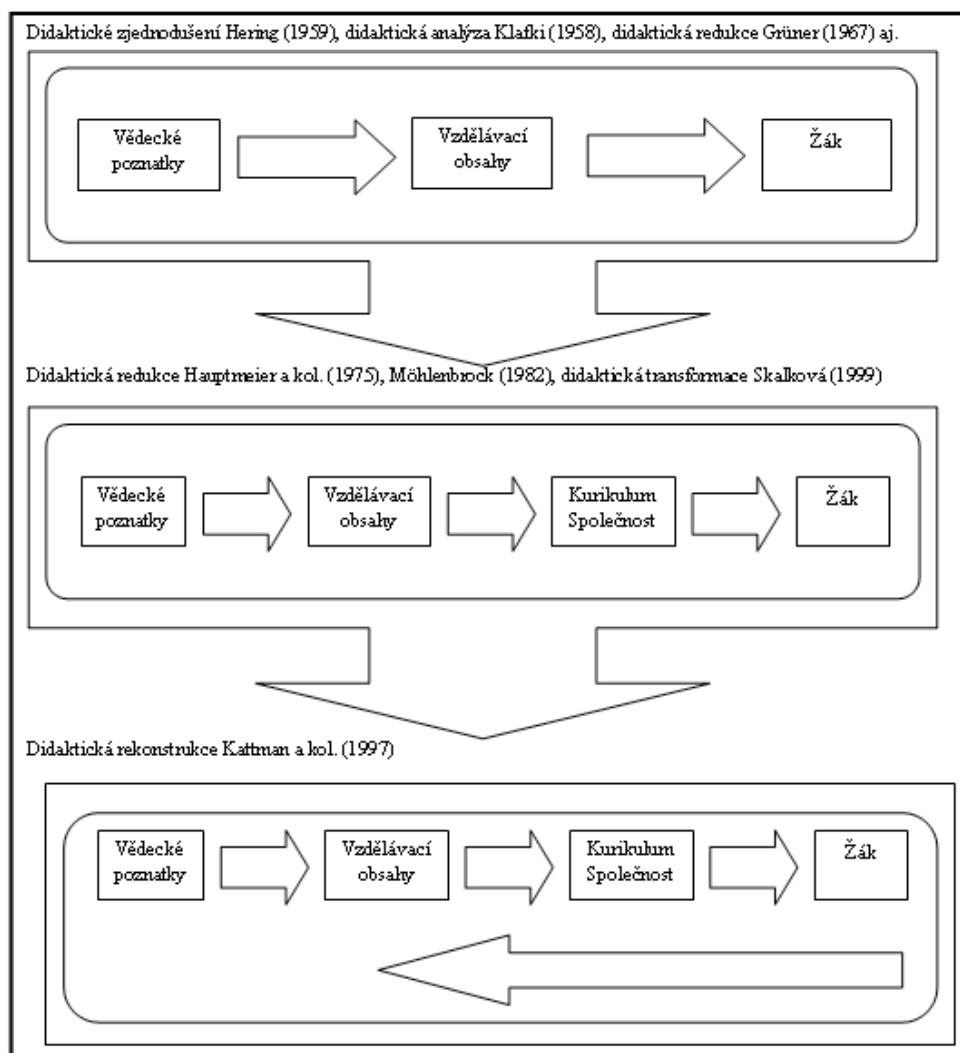 Didaktické zjednodušení Hering (1959), didaktická analýza Klafki (1958), didaktická redukce Grüner (1967) aj.
Vědecké
poznatky
Vzdělávací
obsahy
Žák
Didaktická redukce Hauptmeier a kol. (1975), Möhlenbrock (1982), didaktická transformace Skalková (1999)
Vědecké
poznatky
Vzdělávací
obsahy
Kurikulum
Společnost
Žák
Didaktická rekonstrukce Kattman a kol. (1997)
Vědecké
poznatky
Vzdělávací
obsahy
Kurikulum
Společnost
Žák